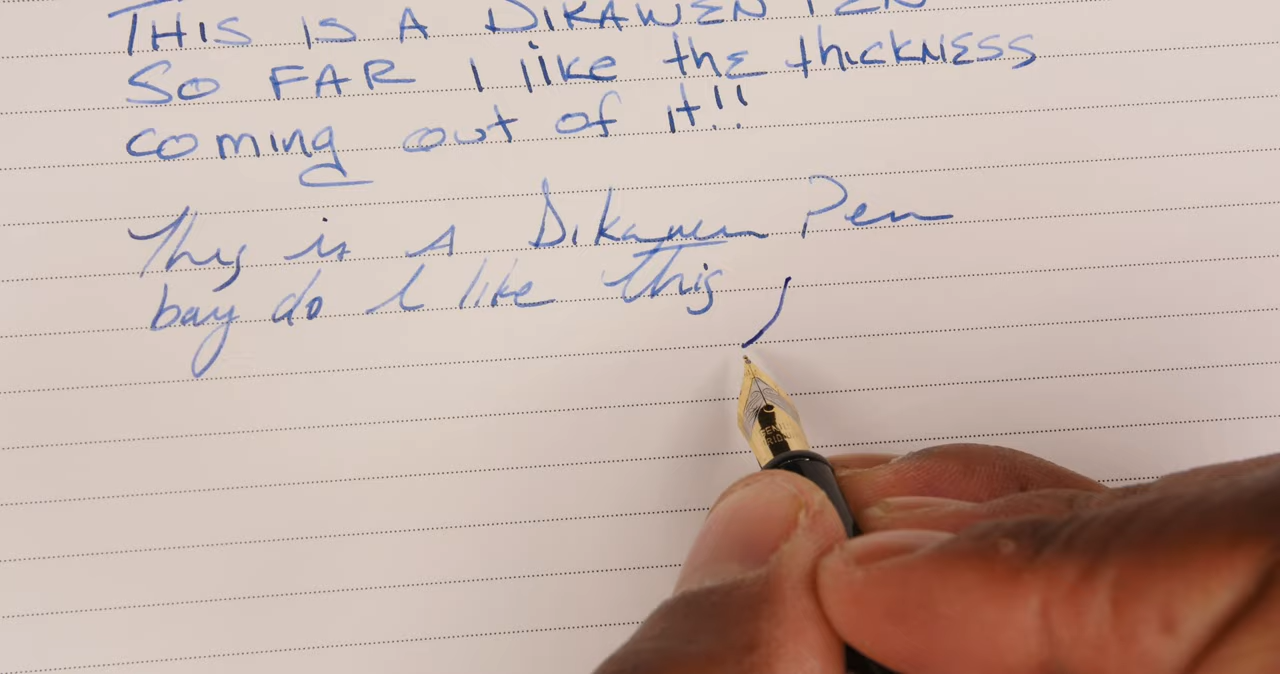 THIS IS A DIKAWEN PEN
SO FAR I like the thickNESS
coming out of it!!
This is A Dikawen Pen
boy do I like this